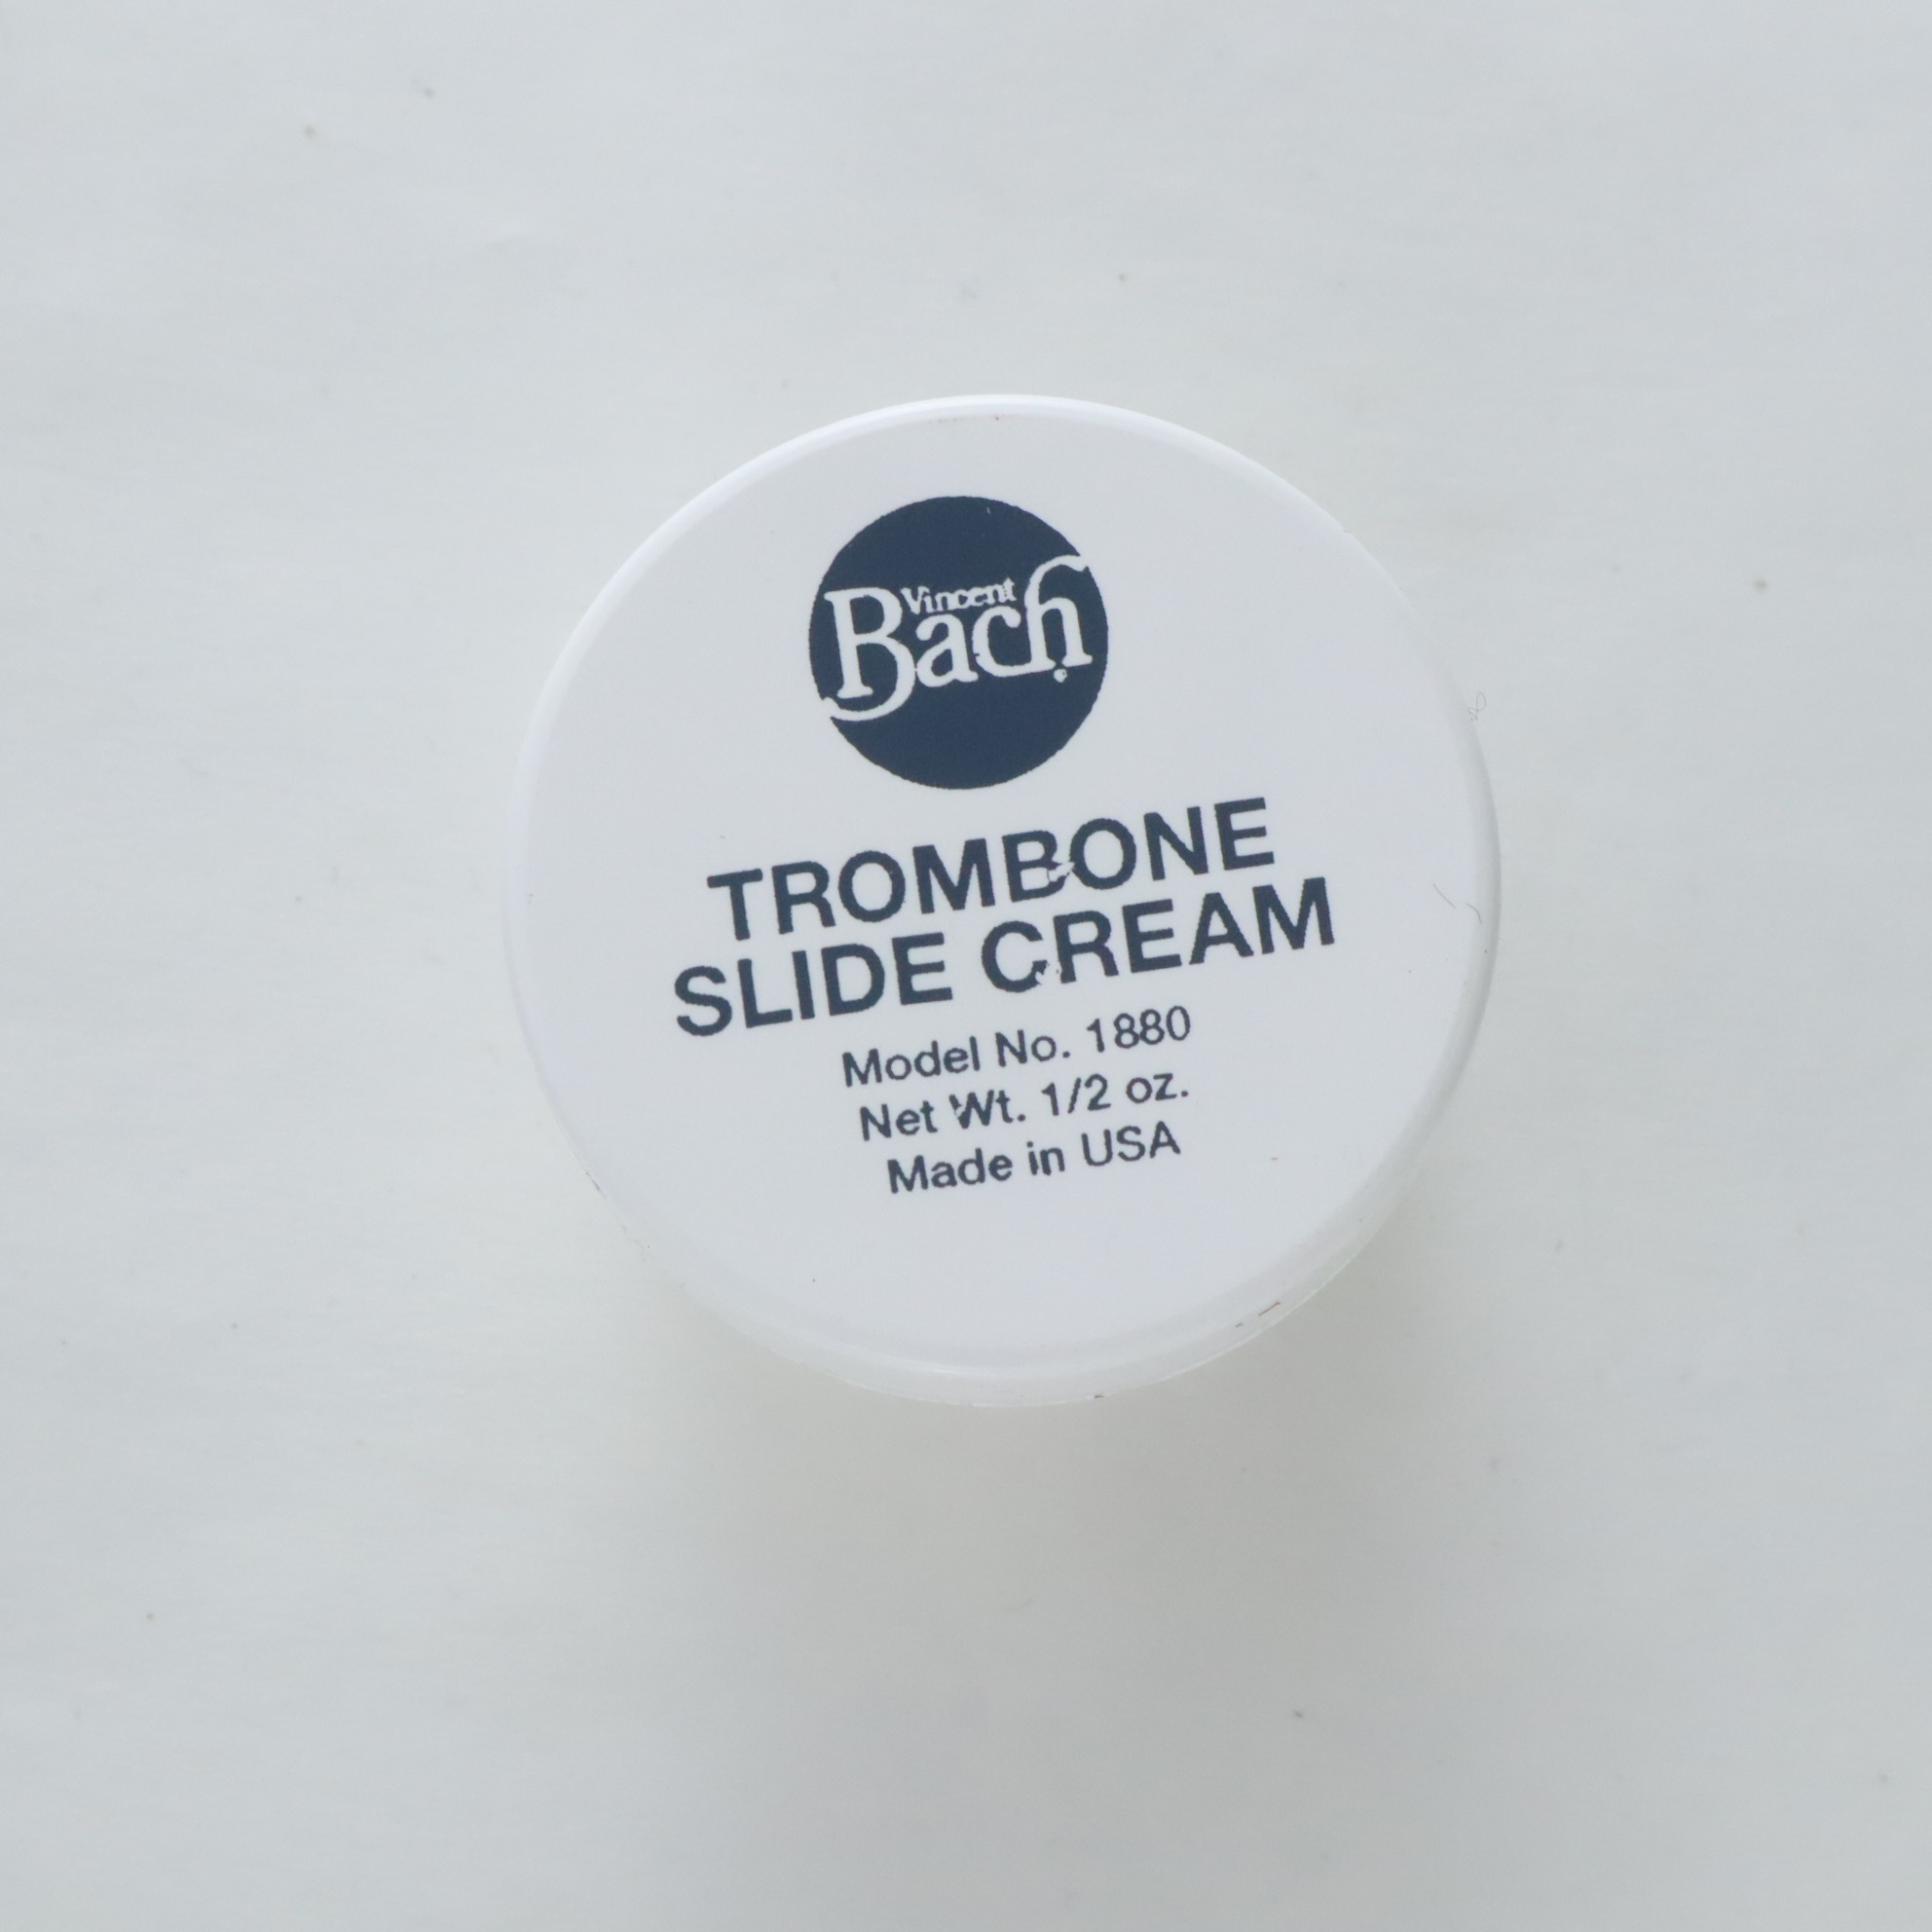 Vincent
Bach®
TROMBONE
SLIDE CREAM
Model No. 1880
Net Wt. 1/2 oz.
Made in USA